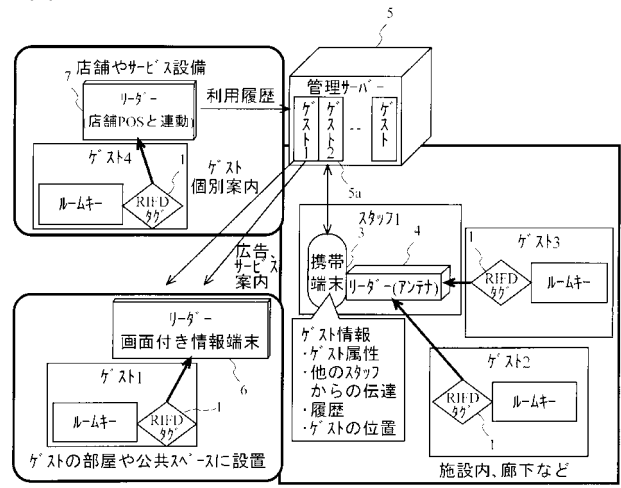 5
店舗やサービス設備
7
リーダー
店舗POSと連動)
利用履歴
管理サーバー
ゲスト1
ゲスト2
--
ゲスト
5a
ゲスト4
1
ルームキー
RIFD
タグ
ゲスト
個別案内
広告、
サービス
案内
スタッフ1
3
4
携帯
端末
リーダー(アンテナ)
ゲスト3
1
RIFD
タグ
ルームキー
ゲスト情報
・ゲスト属性
・他のスタッフ
からの伝達
・履歴
・ゲストの位置
ゲスト2
RIFD
タグ
ルームキー
1
施設内、廊下など
リーダー
画面付き情報端末
6
ゲスト1
1
ルームキー
RIFD
タグ
ゲストの部屋や公共スペースに設置